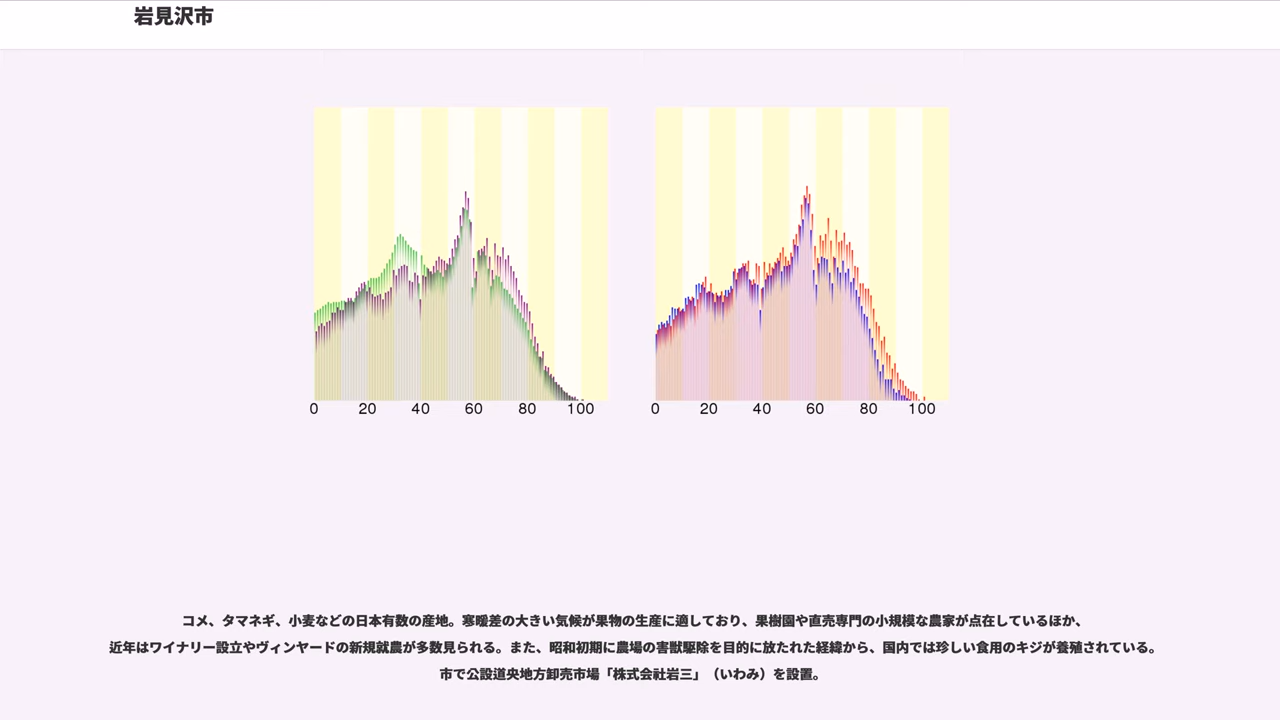 岩見沢市
0 20 40 60 80 100
0 20 40 60 80 100
コメ、タマネギ、小麦などの日本有数の産地。寒暖差の大きい気候が果物の生産に適しており、果樹園や直売専門の小規模な農家が点在しているほか、
近年はワイナリー設立やヴィンヤードの新規就農が多数見られる。また、昭和初期に農場の害獣駆除を目的に放たれた経緯から、国内では珍しい食用のキジが養殖されている。
市で公設道央地方卸売市場「株式会社岩三」（いわみ）を設置。